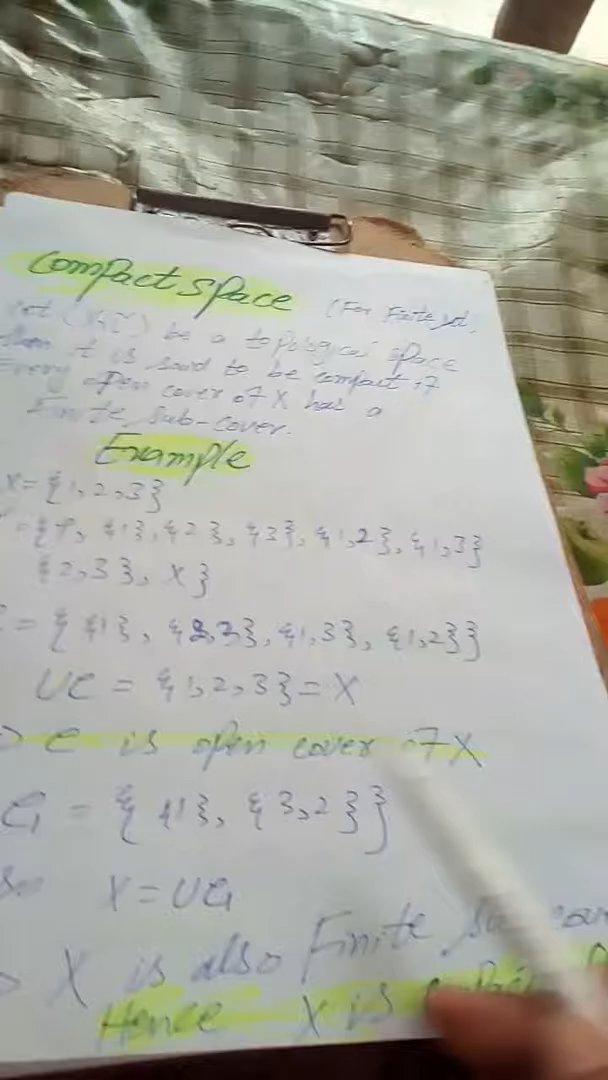 Compact Space (For Finite set)
Let (X, τ) be a topological space
then it is said to be compact if
Every open cover of X has a
Finite Sub-cover.
Example
X = {1, 2, 3}
= {φ, {1}, {2}, {3}, {1,2}, {1,3}
{2,3}, X}
= { {1}, {2,3}, {1,3}, {1,2}}
UC = {1, 2, 3} = X
C is open cover of X
C₁ = { {1}, {3,2} }
So X = UC₁
X is also Finite Sub cover
Hence X is